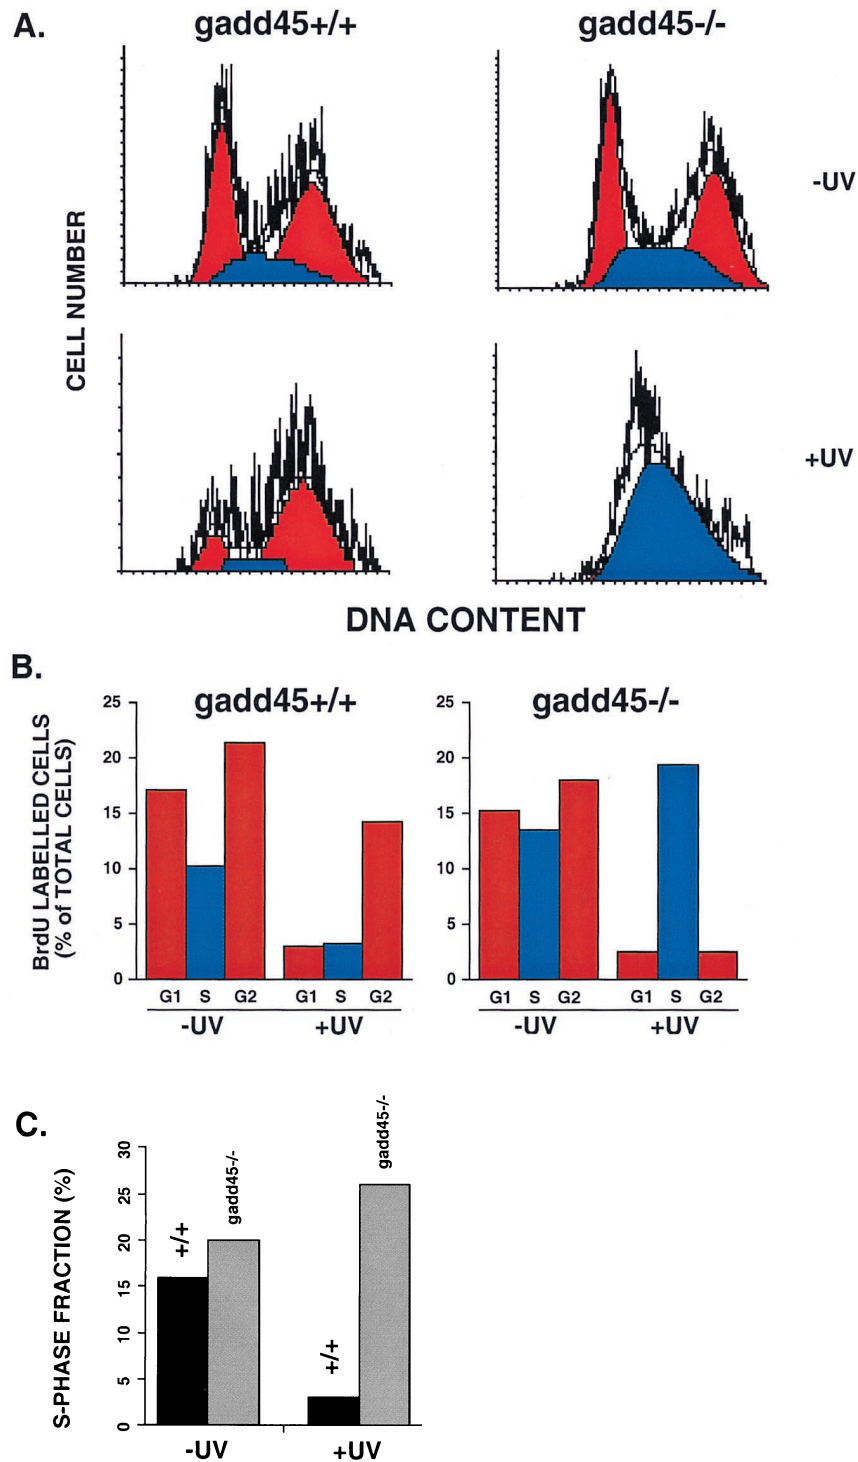 A.
gadd45+/+
gadd45-/-
-UV
CELL NUMBER
+UV
DNA CONTENT
B.
gadd45+/+
gadd45-/-
BrdU LABELLED CELLS
(% of TOTAL CELLS)
25
20
15
10
5
0
G1 S G2 G1 S G2
-UV +UV
25
20
15
10
5
0
G1 S G2 G1 S G2
-UV +UV
C.
S-PHASE FRACTION (%)
30
25
20
15
10
5
0
+/+
gadd45-/-
+/+
gadd45-/-
-UV +UV